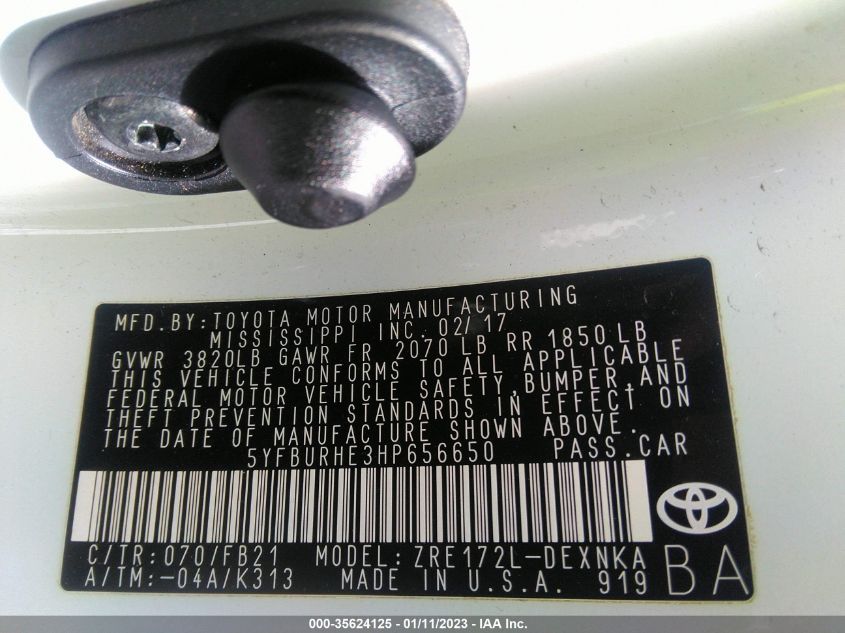 MFD.BY:TOYOTA MOTOR MANUFACTURING
MISSISSIPPI INC. 02/17
GVWR 3820LB GAWR FR 2070 LB RR 1850 LB
THIS VEHICLE CONFORMS TO ALL APPLICABLE
FEDERAL MOTOR VEHICLE SAFETY,BUMPER,AND
THEFT PREVENTION STANDARDS IN EFFECT ON
THE DATE OF MANUFACTURE SHOWN ABOVE.
5YFBURHE3HP656650 PASS.CAR
C/TR:070/FB21 MODEL:ZRE172L-DEXNKA
A/TM:-04A/K313 MADE IN U.S.A. 919
BA
000-35624125 - 01/11/2023 - IAA Inc.